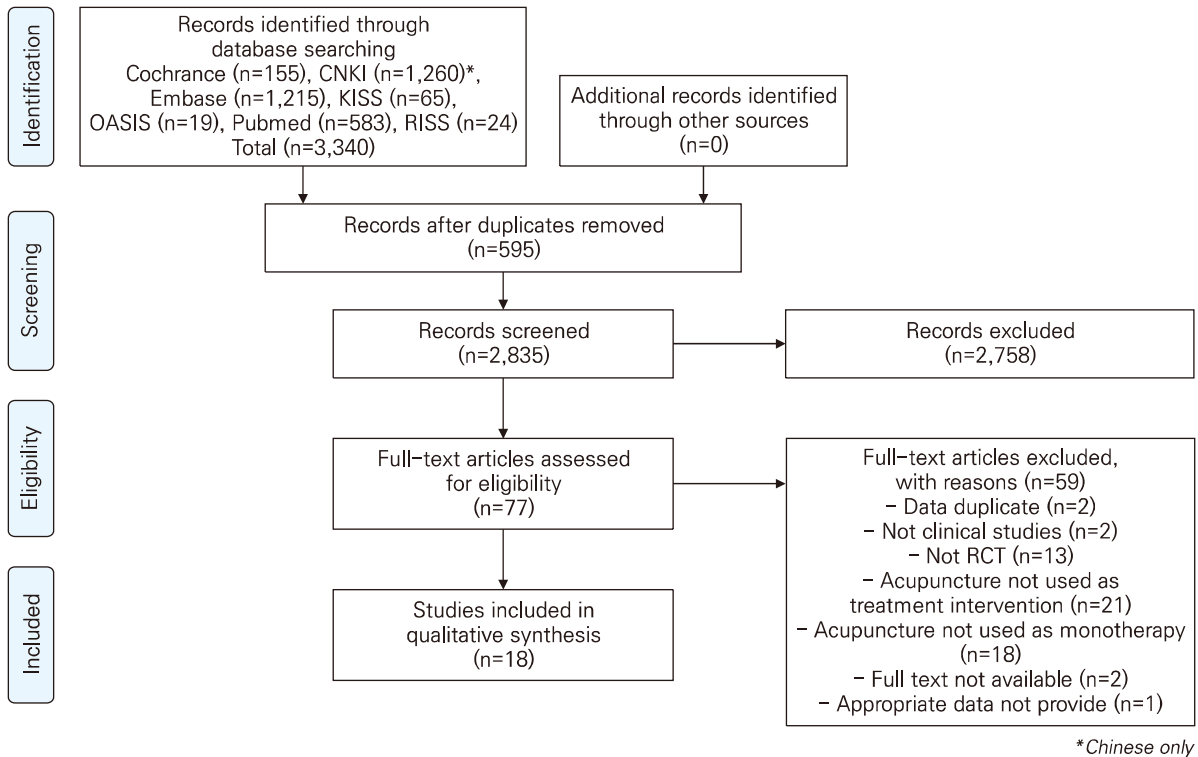 Identification
Records identified through
database searching
Cochrance (n=155), CNKI (n=1,260)*,
Embase (n=1,215), KISS (n=65),
OASIS (n=19), Pubmed (n=583), RISS (n=24)
Total (n=3,340)
Additional records identified
through other sources
(n=0)
Screening
Records after duplicates removed
(n=595)
Records screened
(n=2,835)
Records excluded
(n=2,758)
Eligibility
Full-text articles assessed
for eligibility
(n=77)
Full-text articles excluded,
with reasons (n=59)
- Data duplicate (n=2)
- Not clinical studies (n=2)
- Not RCT (n=13)
- Acupuncture not used as
treatment intervention (n=21)
- Acupuncture not used as monotherapy
(n=18)
- Full text not available (n=2)
- Appropriate data not provide (n=1)
Included
Studies included in
qualitative synthesis
(n=18)
*Chinese only